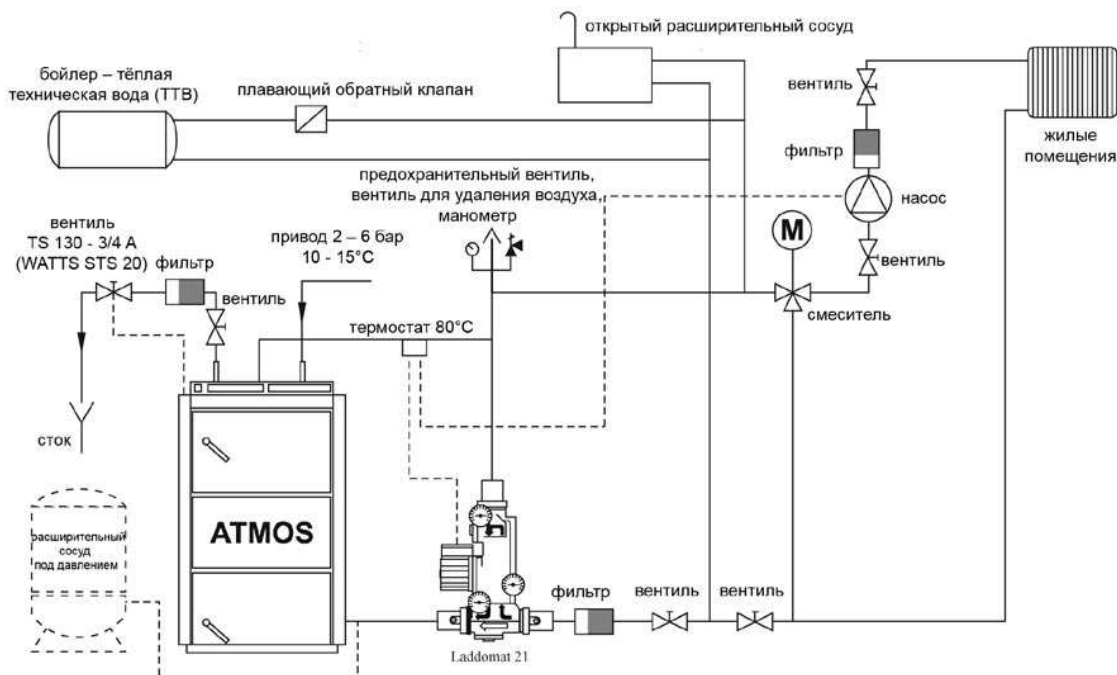 открытый расширительный сосуд
бойлер – тёплая
техническая вода (ТТВ)
плавающий обратный клапан
вентиль
фильтр
жилые
помещения
предохранительный вентиль,
вентиль для удаления воздуха,
манометр
насос
вентиль
TS 130 - 3/4 A
(WATTS STS 20)
фильтр
привод 2 – 6 бар
10 - 15°C
M
вентиль
вентиль
смеситель
термостат 80°C
сток
ATMOS
расширительный
сосуд
под давлением
фильтр
вентиль
вентиль
Laddomat 21